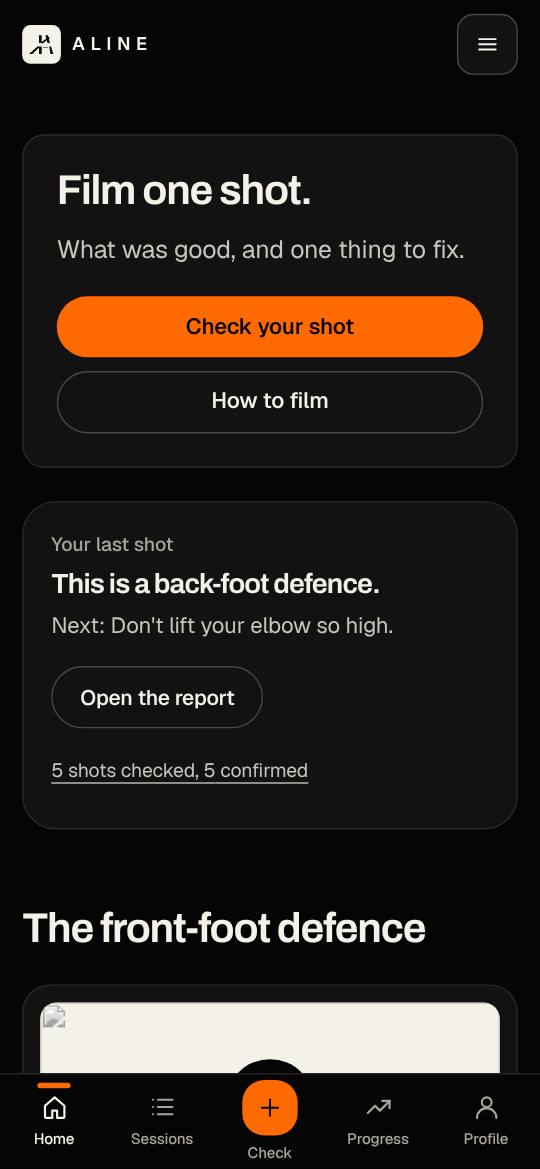 ALINE
Film one shot.
What was good, and one thing to fix.
Check your shot
How to film
Your last shot
This is a back-foot defence.
Next: Don't lift your elbow so high.
Open the report
5 shots checked, 5 confirmed
The front-foot defence
Home
Sessions
Check
Progress
Profile